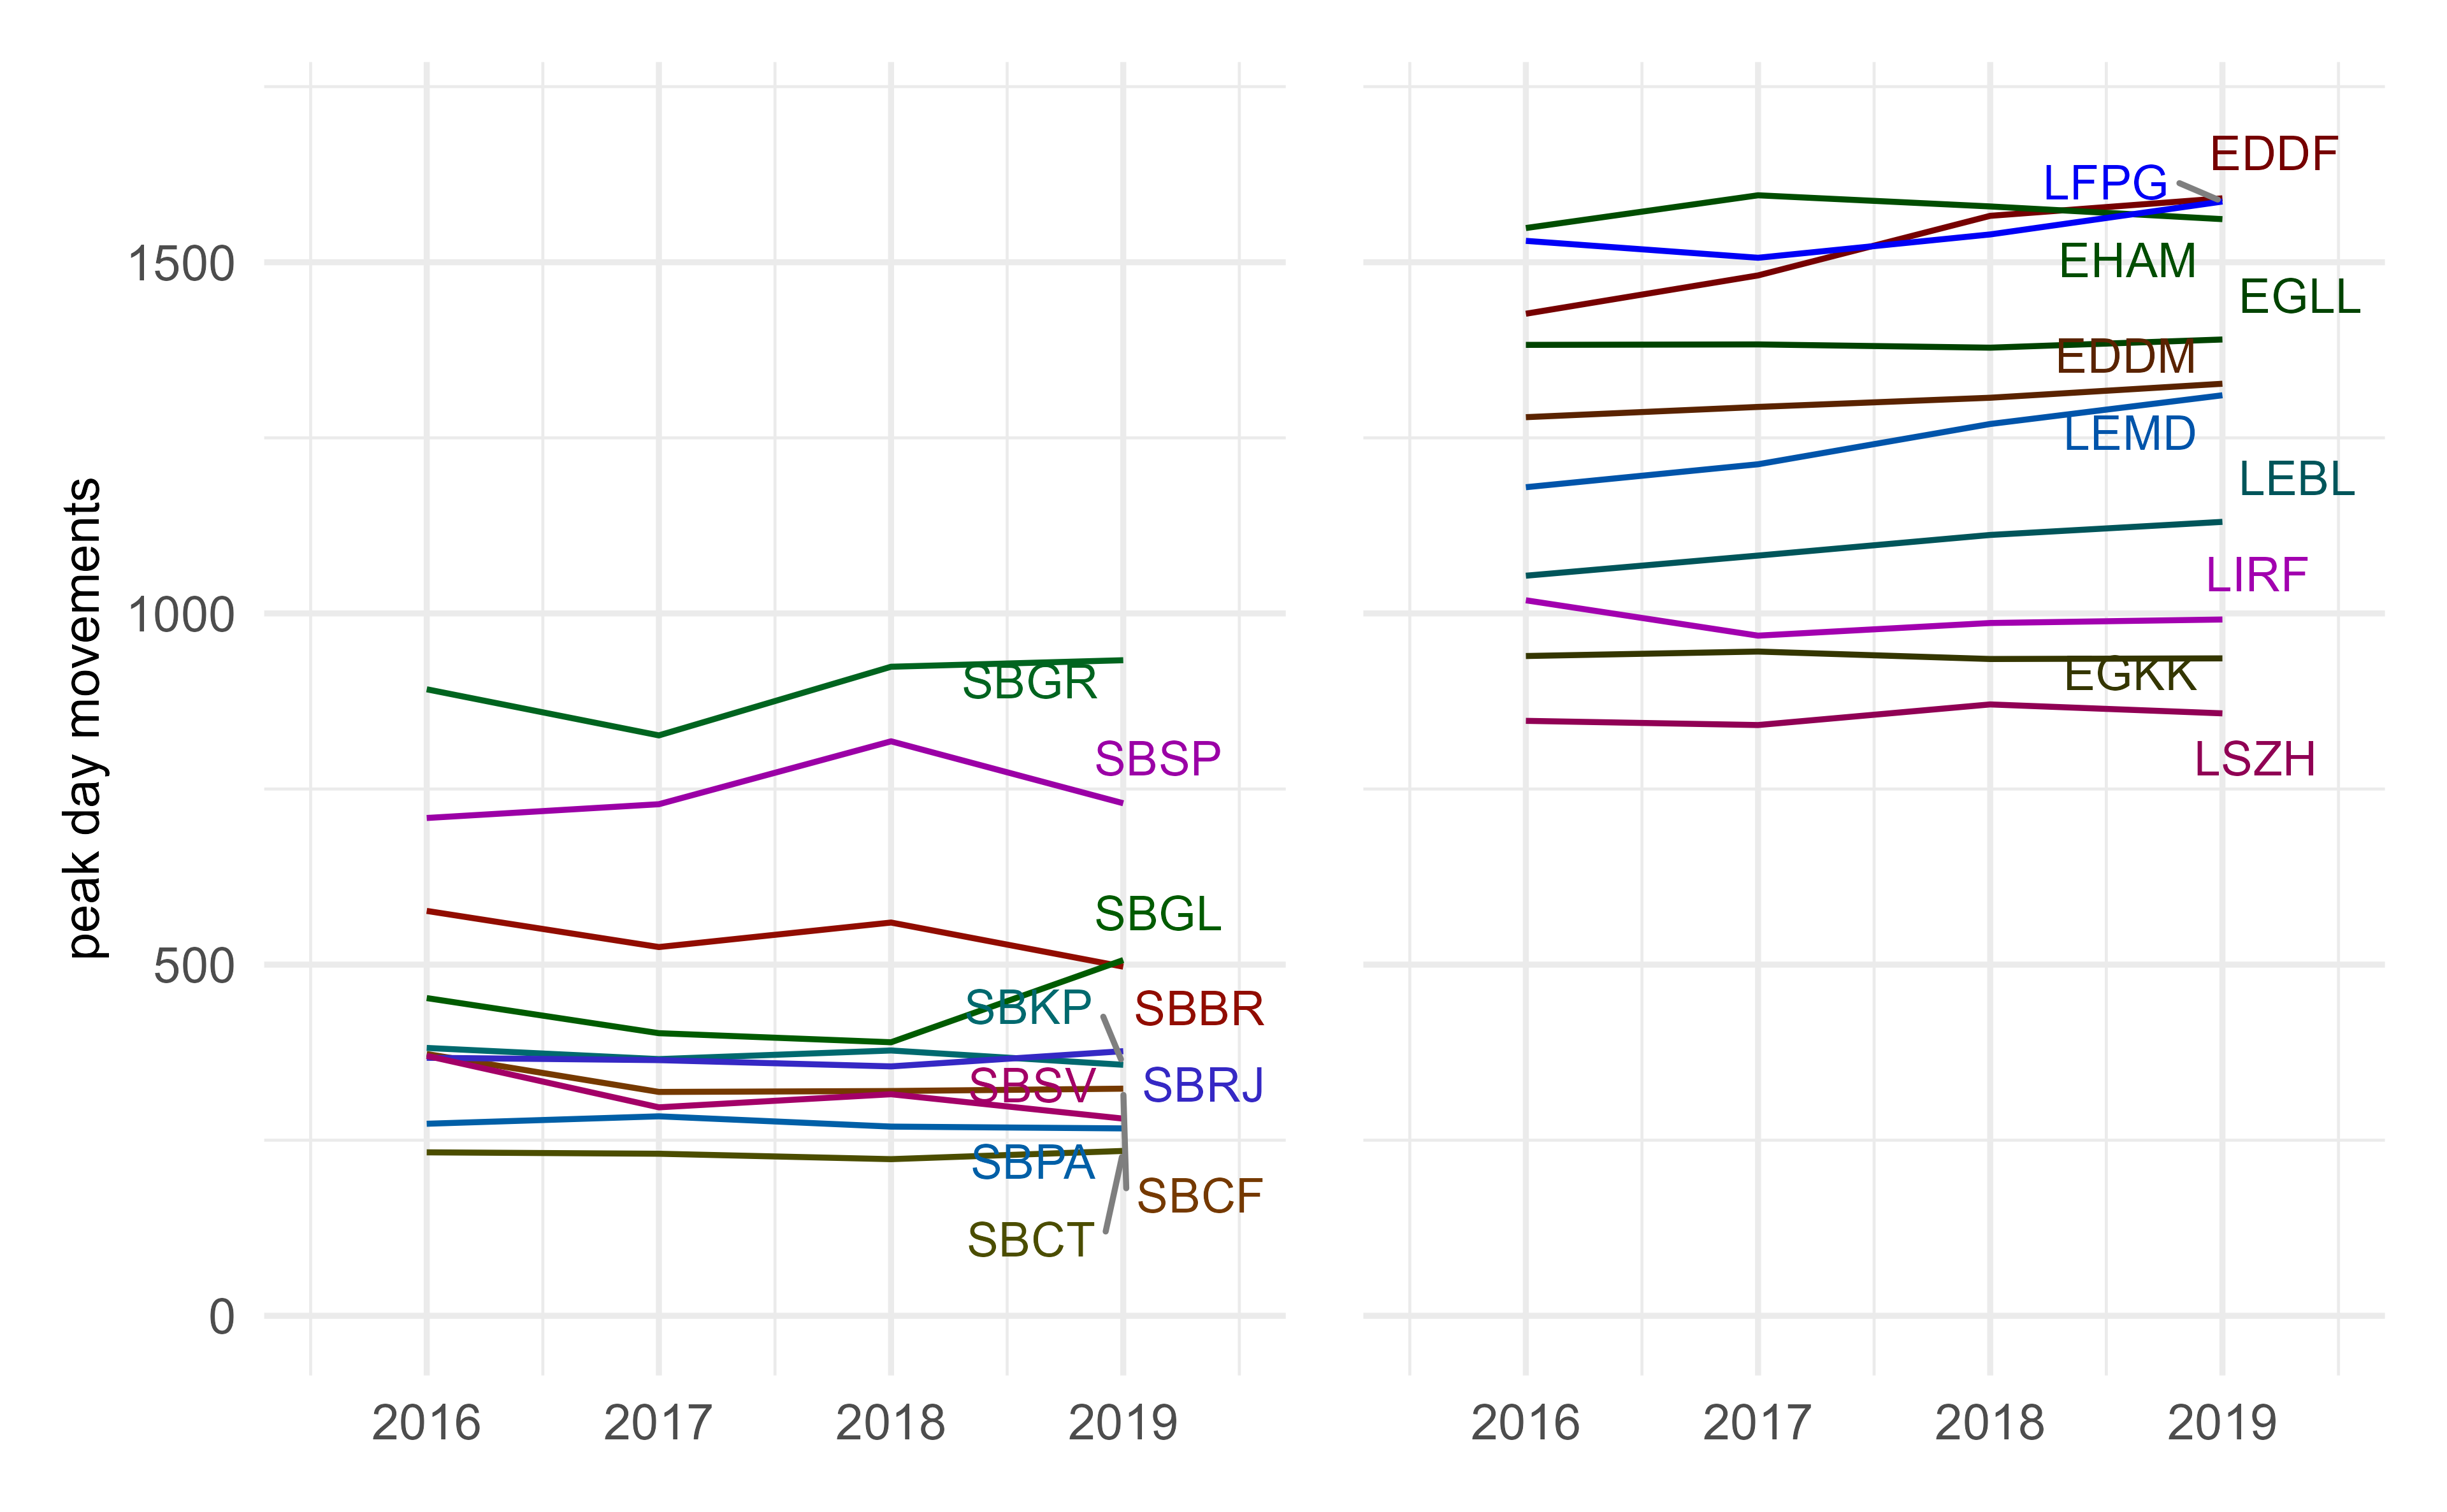 peak day movements
1500
1000
500
0
SBGR
SBSP
SBGL
SBKP
SBBR
SBSV
SBRJ
SBPA
SBCF
SBCT
2016 2017 2018 2019
EDDF
LFPG
EHAM
EGLL
EDDM
LEMD
LEBL
LIRF
EGKK
LSZH
2016 2017 2018 2019